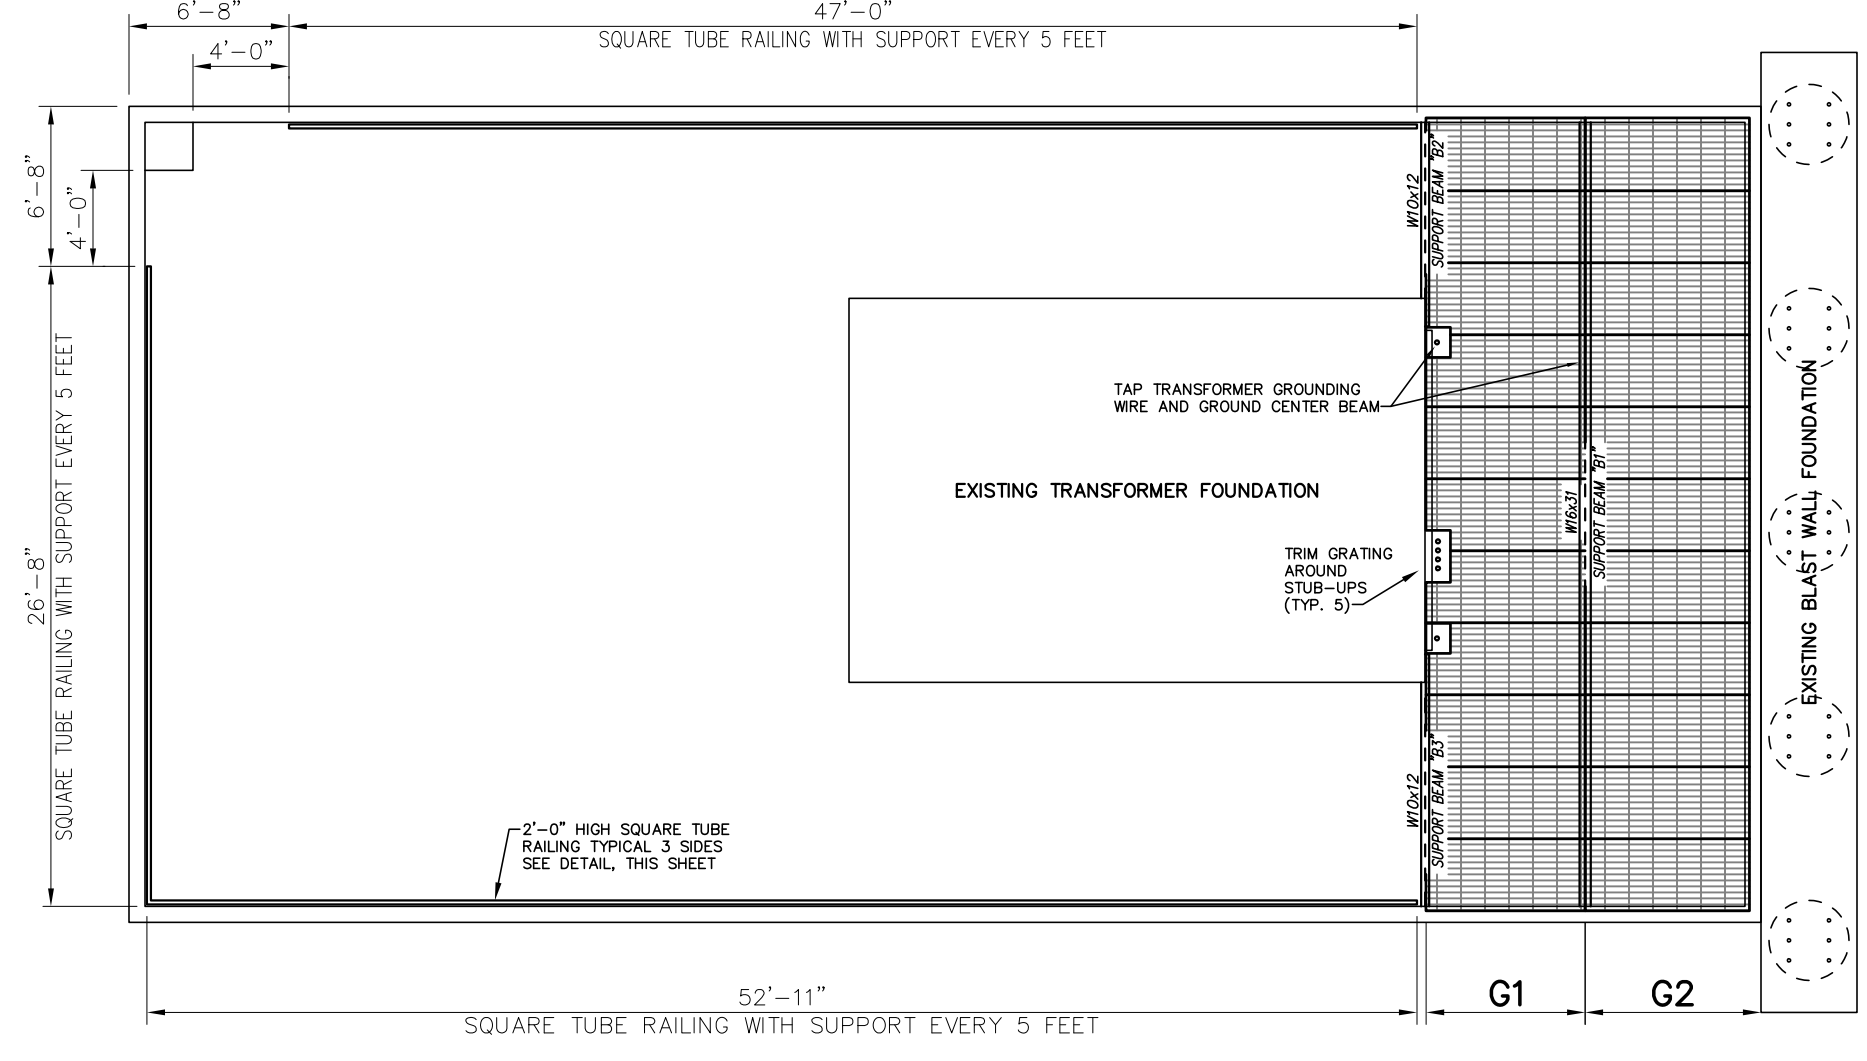 6'-8"
47'-0"
SQUARE TUBE RAILING WITH SUPPORT EVERY 5 FEET
4'-0"
6'-8"
4'-0"
W10x12
SUPPORT BEAM "B2"
TAP TRANSFORMER GROUNDING
WIRE AND GROUND CENTER BEAM
EXISTING TRANSFORMER FOUNDATION
W16x31
SUPPORT BEAM "B1"
EXISTING BLAST WALL FOUNDATION
TRIM GRATING
AROUND
STUB-UPS
(TYP. 5)
26'-8"
SQUARE TUBE RAILING WITH SUPPORT EVERY 5 FEET
W10x12
SUPPORT BEAM "B3"
2'-0" HIGH SQUARE TUBE
RAILING TYPICAL 3 SIDES
SEE DETAIL, THIS SHEET
52'-11"
SQUARE TUBE RAILING WITH SUPPORT EVERY 5 FEET
G1
G2